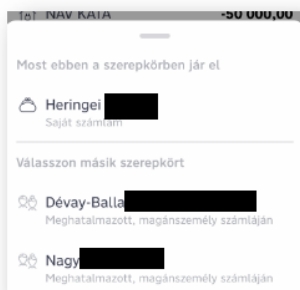 NAV KATA -50 000,00
Most ebben a szerepkörben jár el
Heringei
Saját számlám
Válasszon másik szerepkört
Dévay-Balla
Meghatalmazott, magánszemély számláján
Nagy
Meghatalmazott, magánszemély számláján